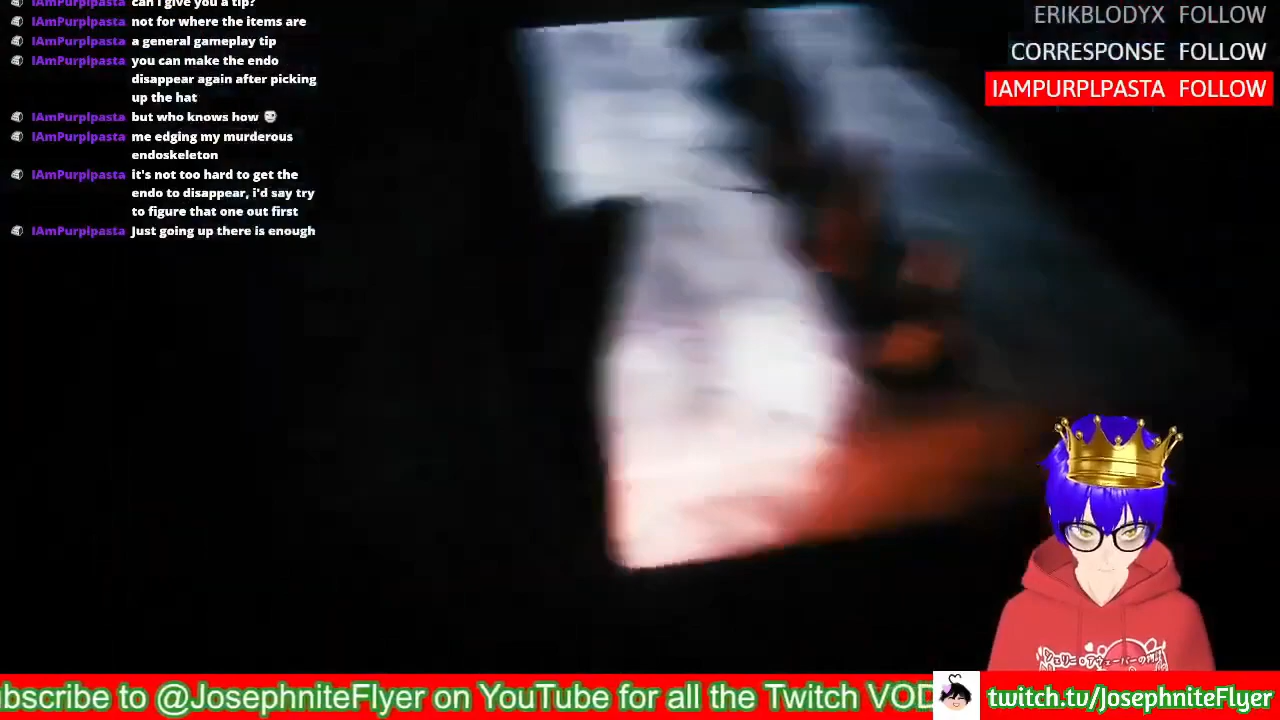 can i give you a tip?
IAmPurplpasta not for where the items are
IAmPurplpasta a general gameplay tip
IAmPurplpasta you can make the endo
disappear again after picking
up the hat
IAmPurplpasta but who knows how
IAmPurplpasta me edging my murderous
endoskeleton
IAmPurplpasta it's not too hard to get the
endo to disappear, i'd say try
to figure that one out first
IAmPurplpasta Just going up there is enough
ERIKBLODYX FOLLOW
CORRESPONSE FOLLOW
IAMPURPLPASTA FOLLOW
ubscribe to @JosephniteFlyer on YouTube for all the Twitch VOD
twitch.tv/JosephniteFlyer